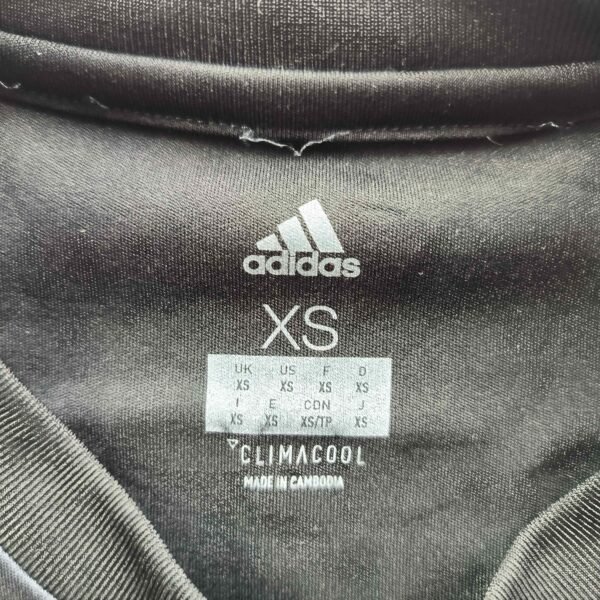 adidas
XS
UK US F D
XS XS XS XS
I E CDN J
XS XS XS/TP XS
CLIMACOOL
MADE IN CAMBODIA